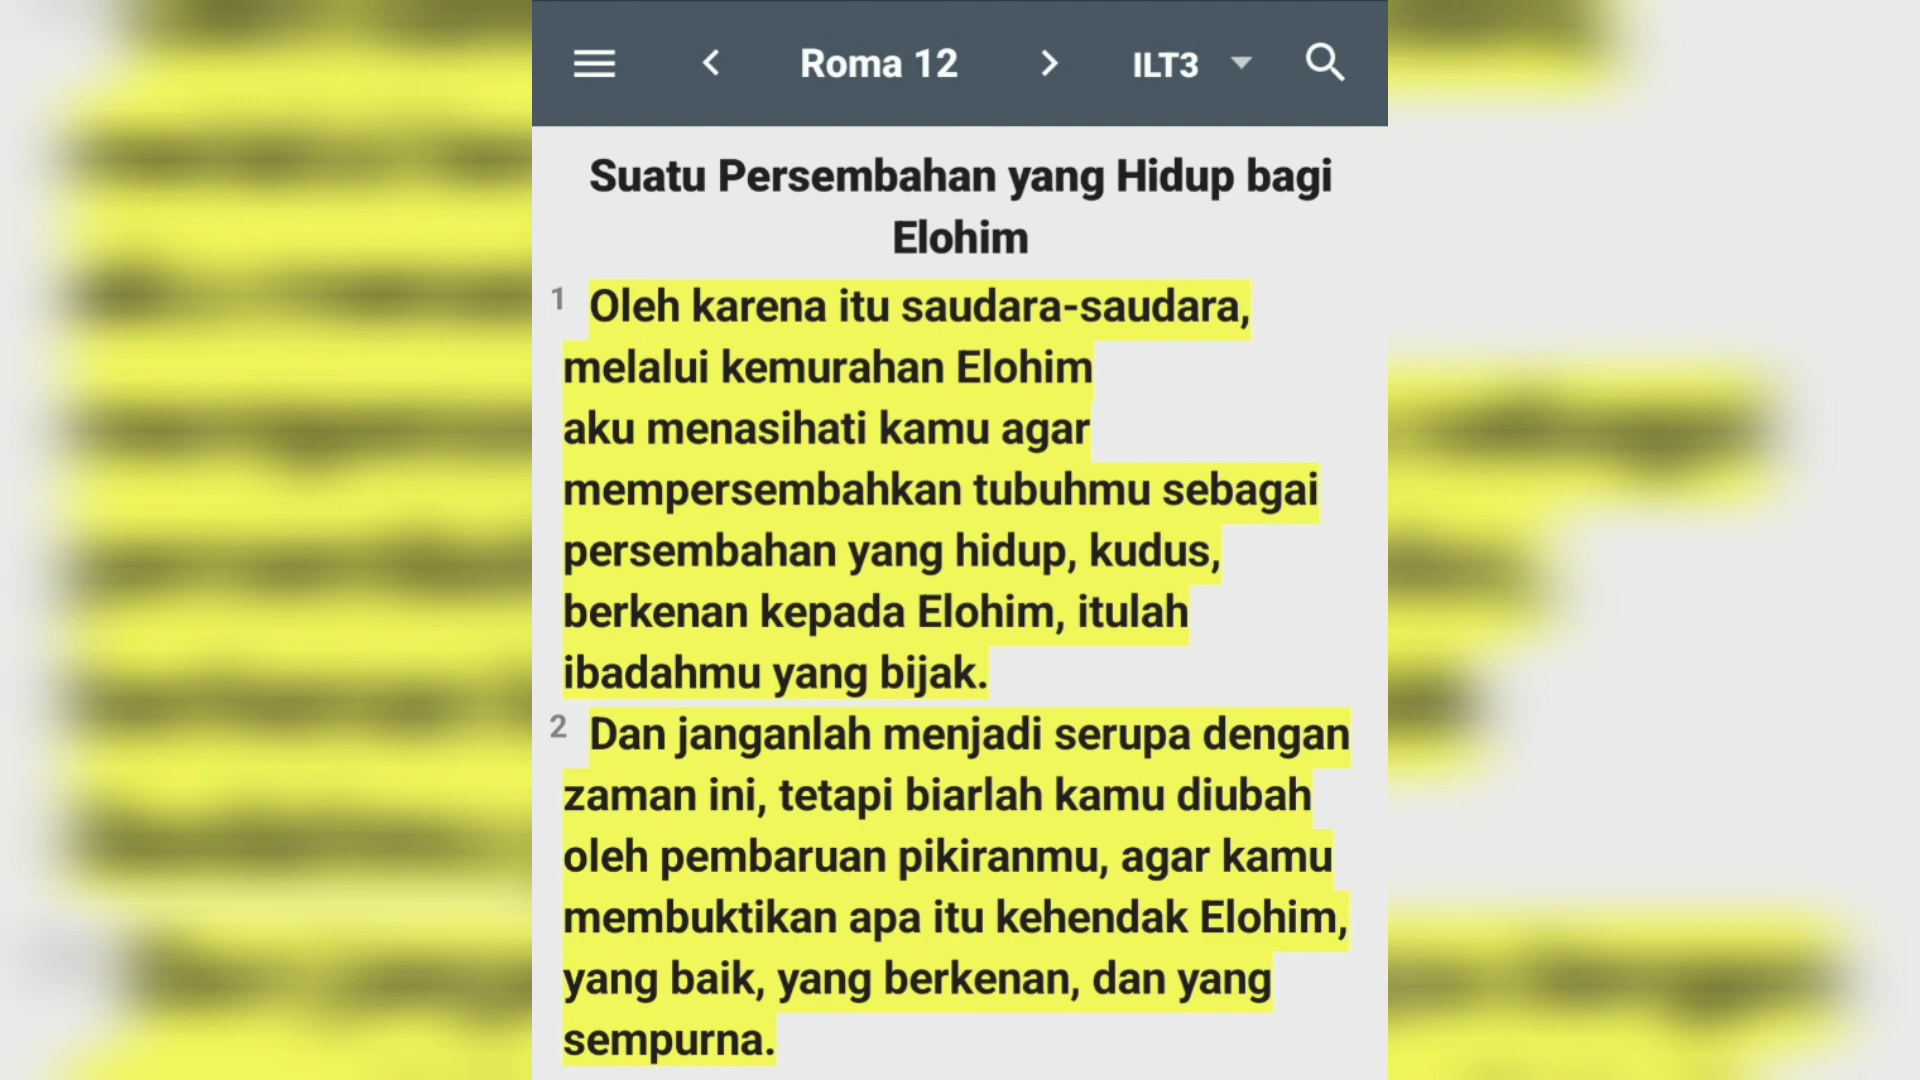 Roma 12 ILT3
Suatu Persembahan yang Hidup bagi
Elohim
1 Oleh karena itu saudara-saudara,
melalui kemurahan Elohim
aku menasihati kamu agar
mempersembahkan tubuhmu sebagai
persembahan yang hidup, kudus,
berkenan kepada Elohim, itulah
ibadahmu yang bijak.
2 Dan janganlah menjadi serupa dengan
zaman ini, tetapi biarlah kamu diubah
oleh pembaruan pikiranmu, agar kamu
membuktikan apa itu kehendak Elohim,
yang baik, yang berkenan, dan yang
sempurna.